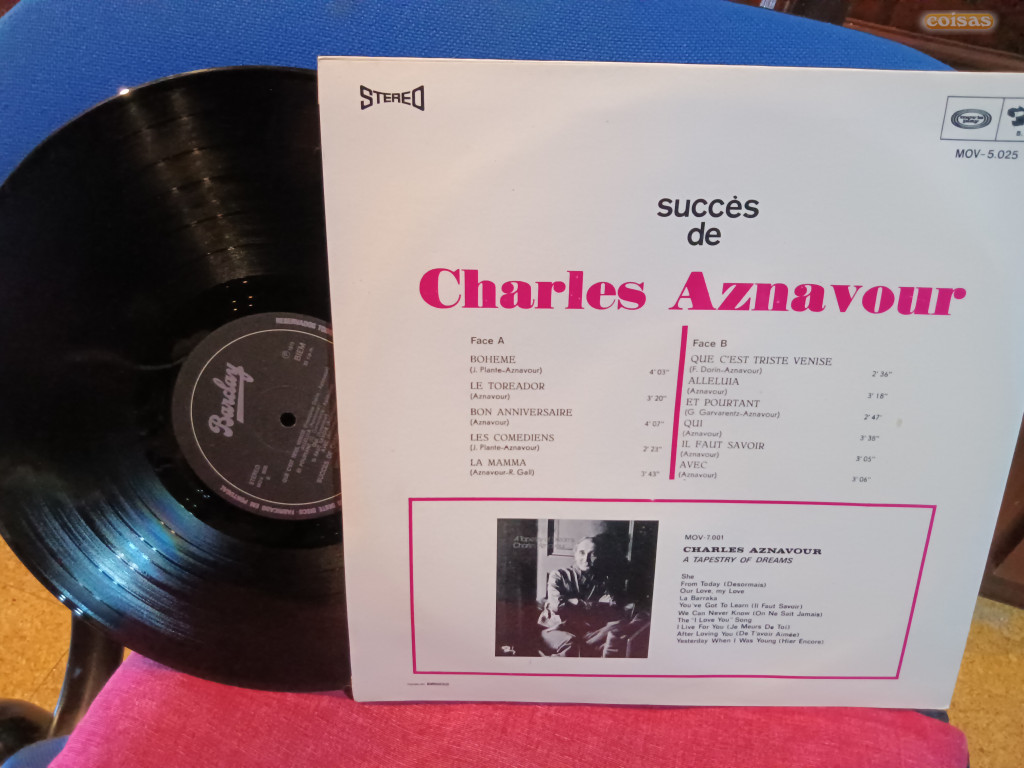 coisas
STEREO
MOV-5.025
succès
de
Charles Aznavour
Face A
BOHEME
(J. Plante-Aznavour)
4'03"
LE TOREADOR
(Aznavour)
3'20"
BON ANNIVERSAIRE
(Aznavour)
4'07"
LES COMEDIENS
(J. Plante-Aznavour)
2'23"
LA MAMMA
(Aznavour-R. Gall)
3'43"
Face B
QUE C'EST TRISTE VENISE
(F. Dorin-Aznavour)
2'36"
ALLELUIA
(Aznavour)
3'18"
ET POURTANT
(G. Garvarentz-Aznavour)
2'47'
QUI
(Aznavour)
3'38"
IL FAUT SAVOIR
(Aznavour)
3'05"
AVEC
(Aznavour)
3'06"
MOV-7.001
CHARLES AZNAVOUR
A TAPESTRY OF DREAMS
She
From Today (Desormais)
Our Love, my Love
La Barraka
You've Got To Learn (Il Faut Savoir)
We Can Never Know (On Ne Sait Jamais)
The "I Love You" Song
I Live For You (Je Meurs De Toi)
After Loving You (De T'avoir Aimée)
Yesterday When I Was Young (Hier Encore)
Barclay
BIEM
STEREO
FABRICADO EM PORTUGAL